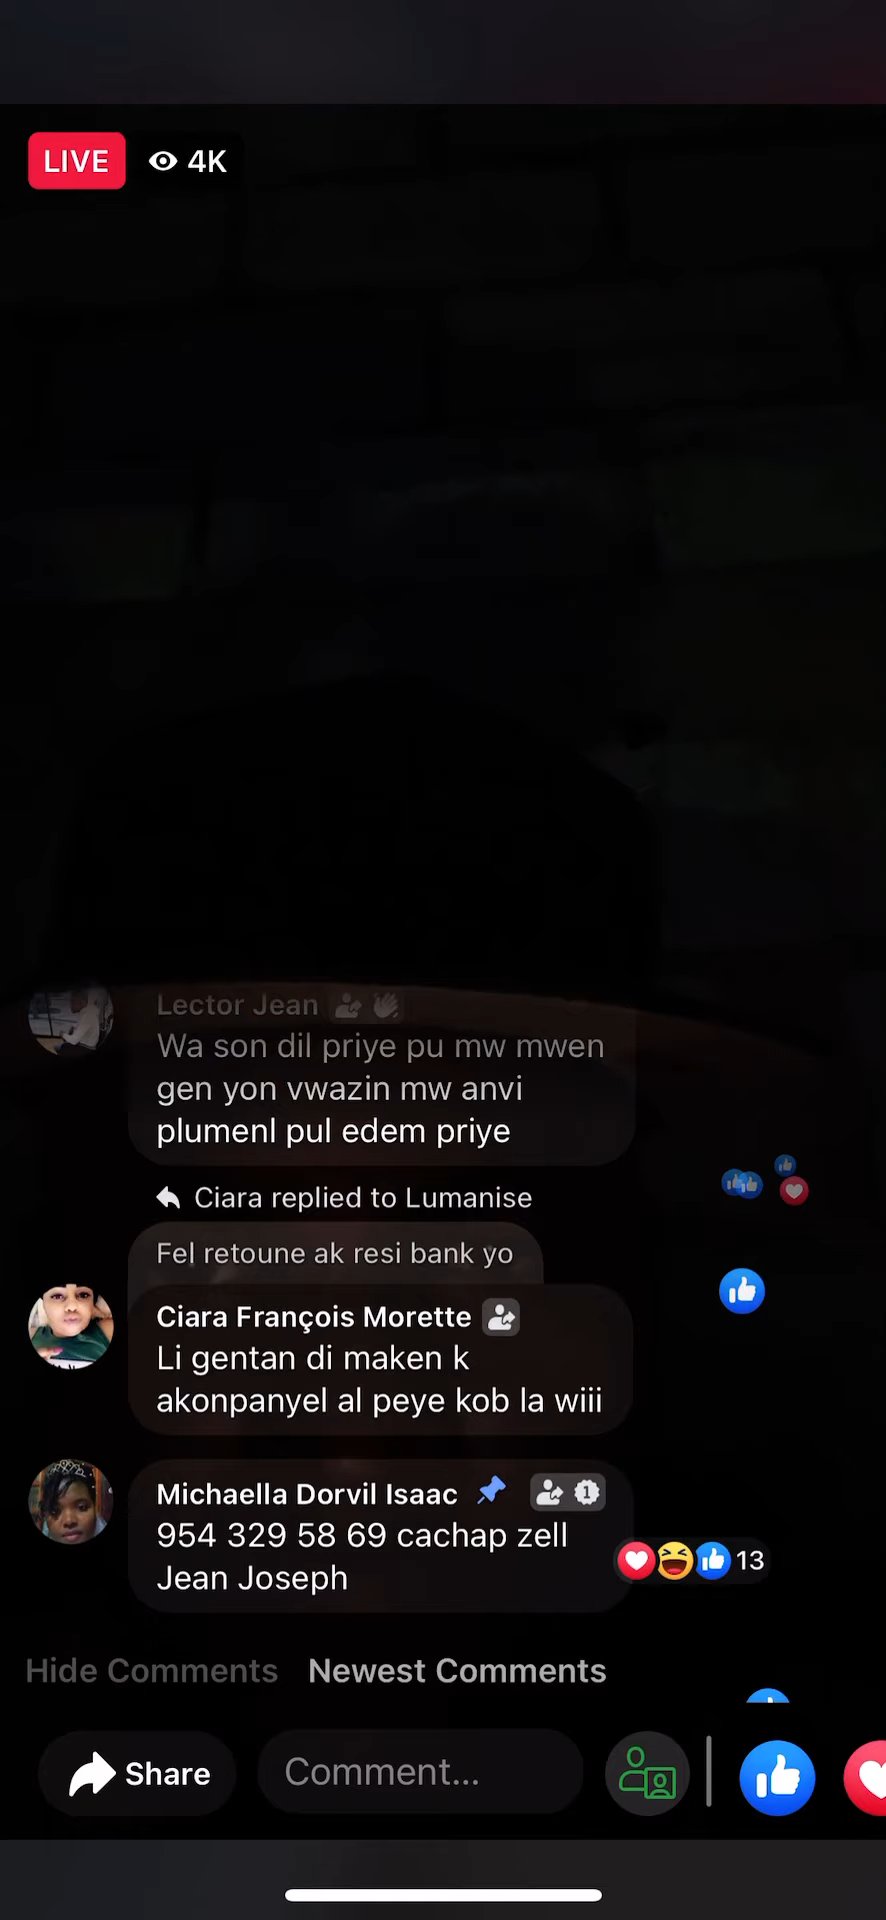 LIVE 4K
Lector Jean
Wa son dil priye pu mw mwen
gen yon vwazin mw anvi
plumenl pul edem priye
Ciara replied to Lumanise
Fel retoune ak resi bank yo
Ciara François Morette
Li gentan di maken k
akonpanyel al peye kob la wiii
Michaella Dorvil Isaac 1
954 329 58 69 cachap zell
Jean Joseph
13
Hide Comments Newest Comments
Share Comment...